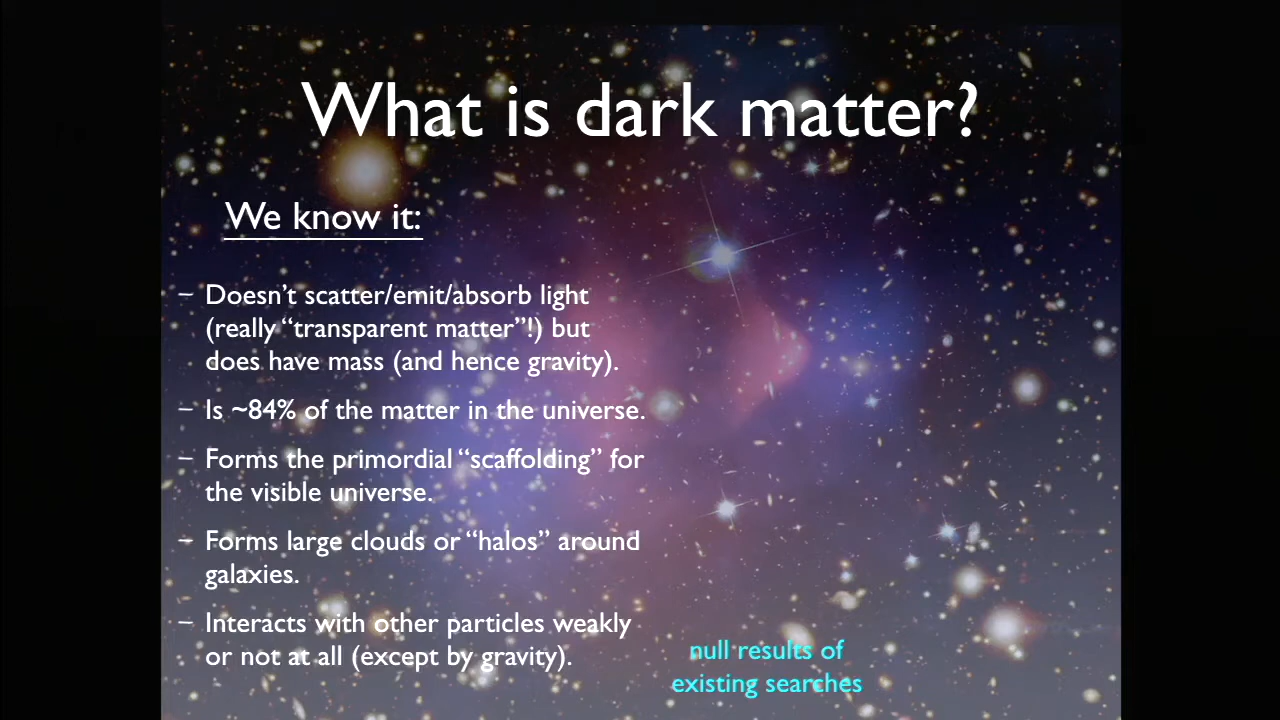 What is dark matter?
We know it:
– Doesn’t scatter/emit/absorb light
(really “transparent matter”!) but
does have mass (and hence gravity).
– Is ~84% of the matter in the universe.
– Forms the primordial “scaffolding” for
the visible universe.
– Forms large clouds or “halos” around
galaxies.
– Interacts with other particles weakly
or not at all (except by gravity).
null results of
existing searches